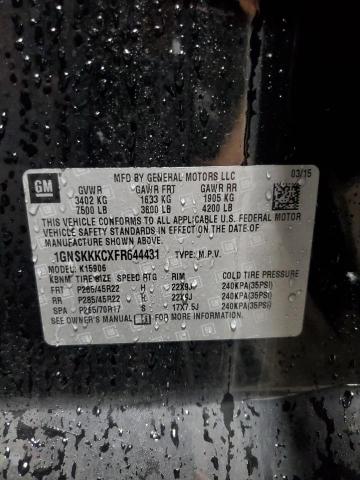 GM
MFD BY GENERAL MOTORS LLC 03/15
GVWR GAWR FRT GAWR RR
3402 KG 1633 KG 1905 KG
7500 LB 3600 LB 4200 LB
THIS VEHICLE CONFORMS TO ALL APPLICABLE U.S. FEDERAL MOTOR
VEHICLE SAFETY STANDARDS IN EFFECT ON THE DATE OF
MANUFACTURE SHOWN ABOVE.
1GNSKKKCXFR644431 TYPE: M.P.V.
MODEL: K15906
KBNM TIRE SIZE SPEED RTG RIM COLD TIRE PRESSURE
FRT P285/45R22 H 22X9J 240KPA(35PSI)
RR P285/45R22 H 22X9J 240KPA(35PSI)
SPA P265/70R17 S 17X7.5J 240KPA(35PSI)
SEE OWNER'S MANUAL FOR MORE INFORMATION.